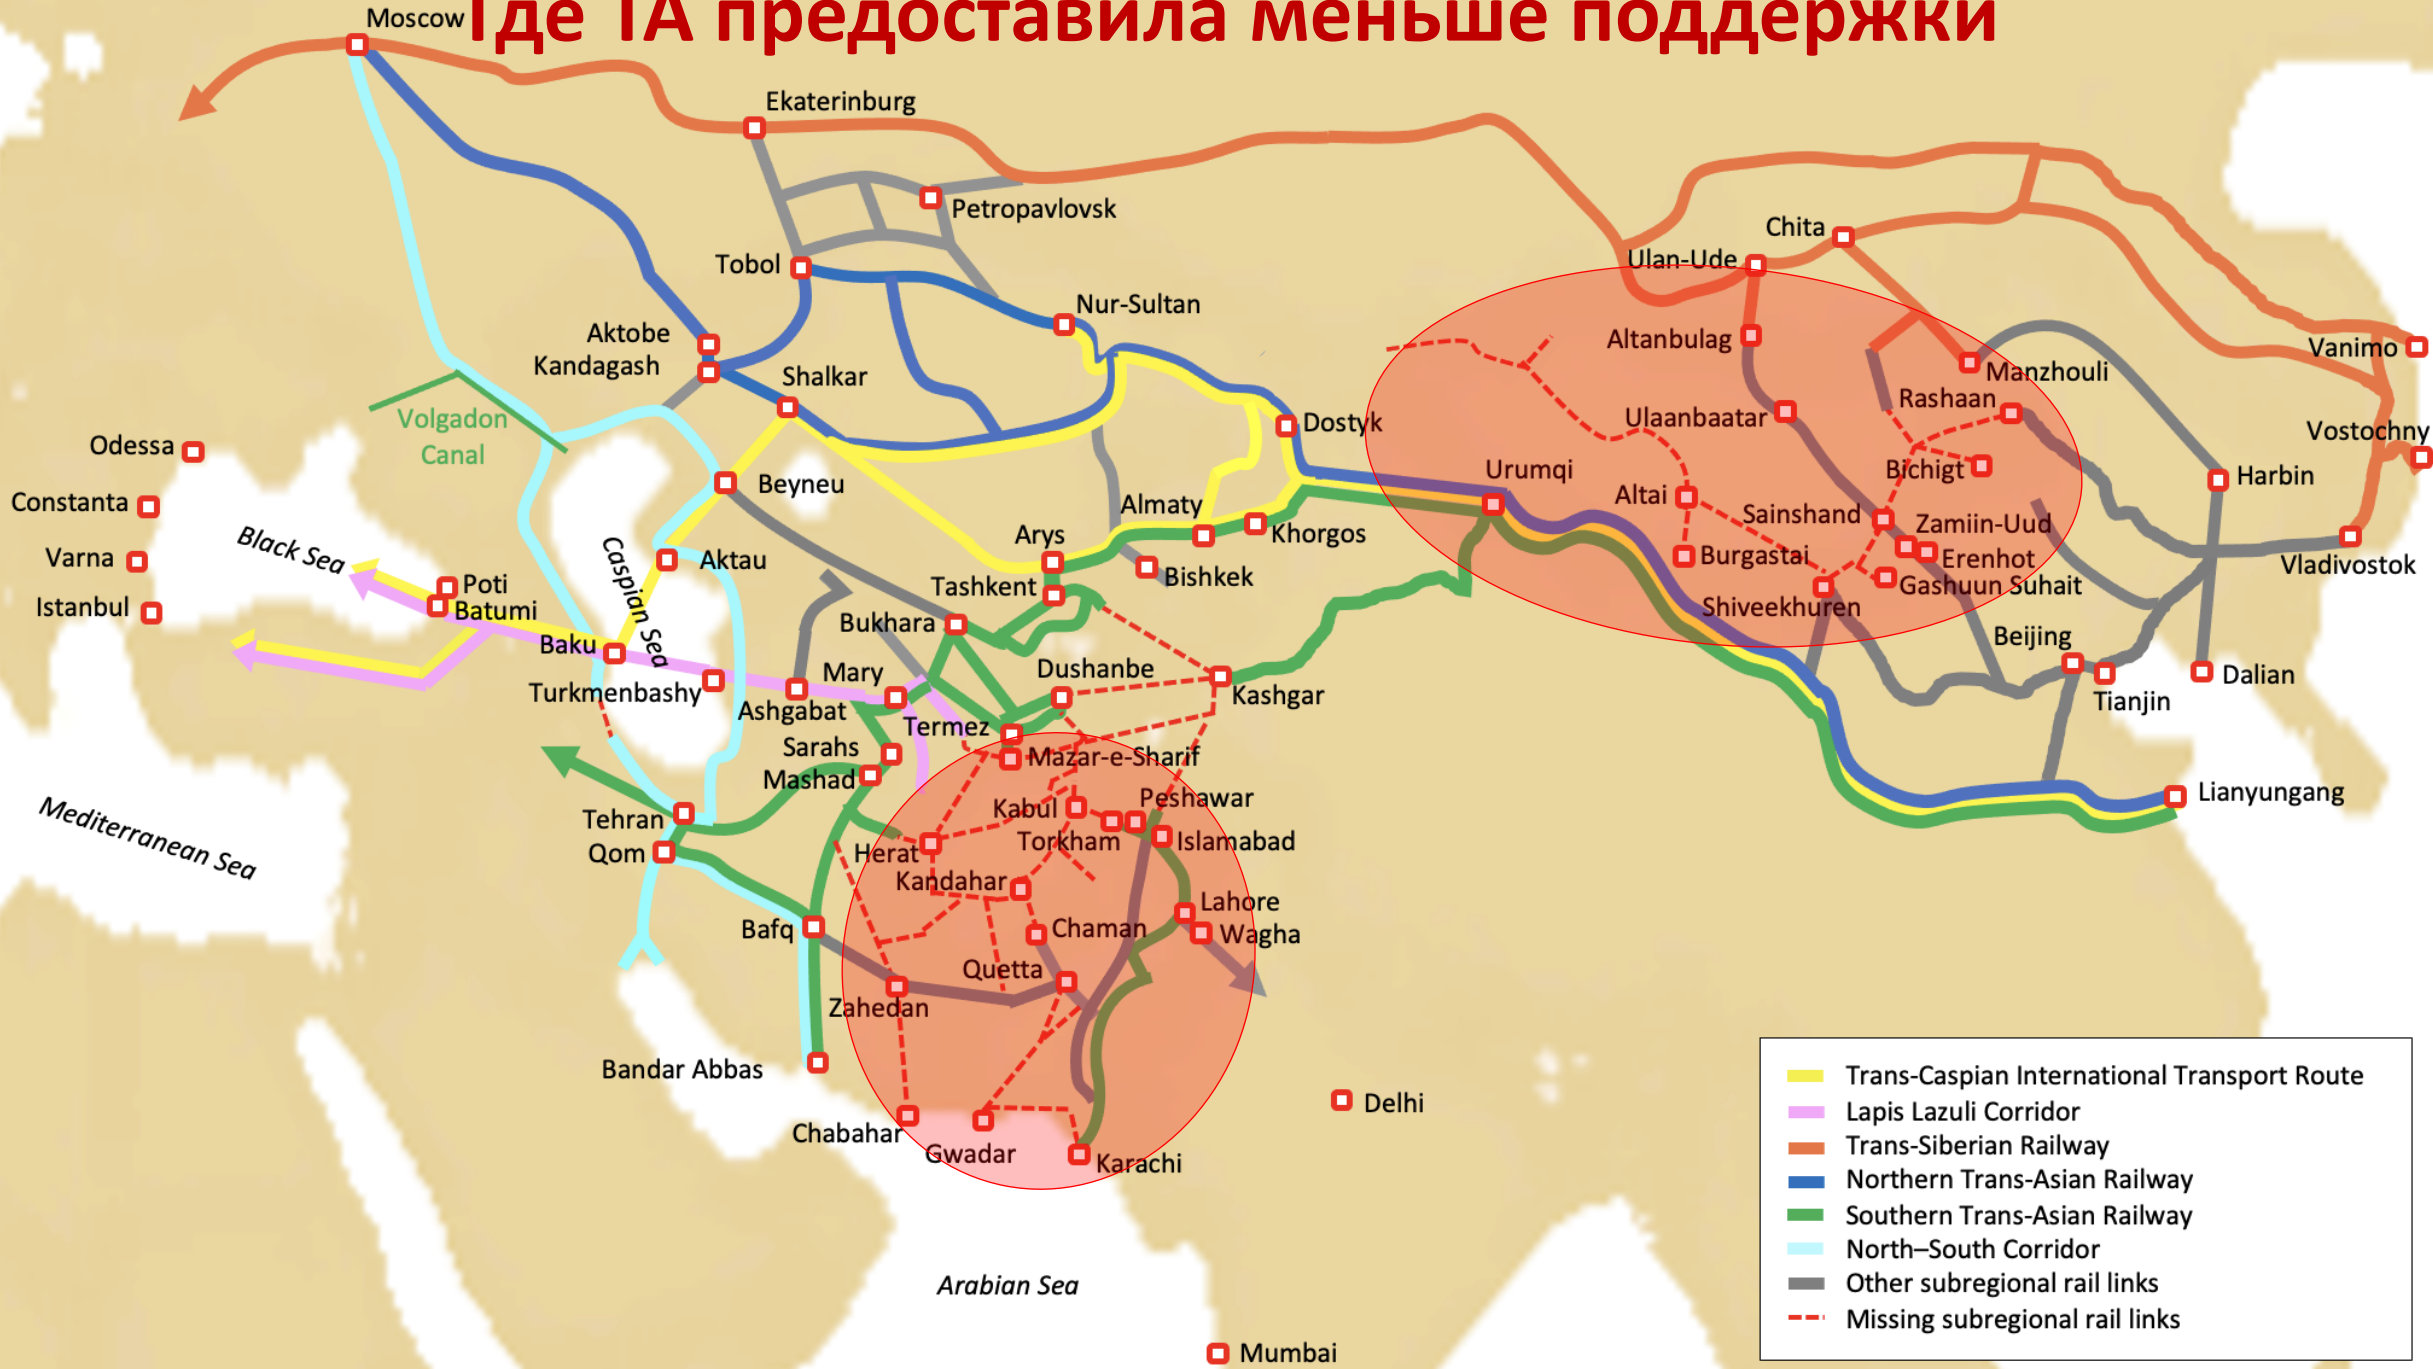 Где ТА предоставила меньше поддержки
Moscow
Ekaterinburg
Petropavlovsk
Chita
Tobol
Ulan-Ude
Nur-Sultan
Aktobe
Altanbulag
Vanimo
Kandagash
Shalkar
Manzhouli
Rashaan
Volgadon
Canal
Ulaanbaatar
Dostyk
Vostochny
Odessa
Urumqi
Bichigt
Harbin
Beyneu
Constanta
Altai
Almaty
Sainshand
Zamiin-Uud
Black Sea
Arys
Khorgos
Varna
Caspian Sea
Aktau
Burgastai
Erenhot
Vladivostok
Bishkek
Poti
Tashkent
Gashuun Suhait
Istanbul
Batumi
Shiveekhuren
Bukhara
Beijing
Baku
Mary
Dushanbe
Dalian
Turkmenbashy
Kashgar
Tianjin
Ashgabat
Termez
Sarahs
Mazar-e-Sharif
Mashad
Lianyungang
Kabul
Peshawar
Mediterranean Sea
Tehran
Torkham
Islamabad
Qom
Herat
Kandahar
Lahore
Bafq
Chaman
Wagha
Quetta
Zahedan
Bandar Abbas
Delhi
Chabahar
Gwadar
Karachi
Arabian Sea
Mumbai
Trans-Caspian International Transport Route
Lapis Lazuli Corridor
Trans-Siberian Railway
Northern Trans-Asian Railway
Southern Trans-Asian Railway
North–South Corridor
Other subregional rail links
Missing subregional rail links